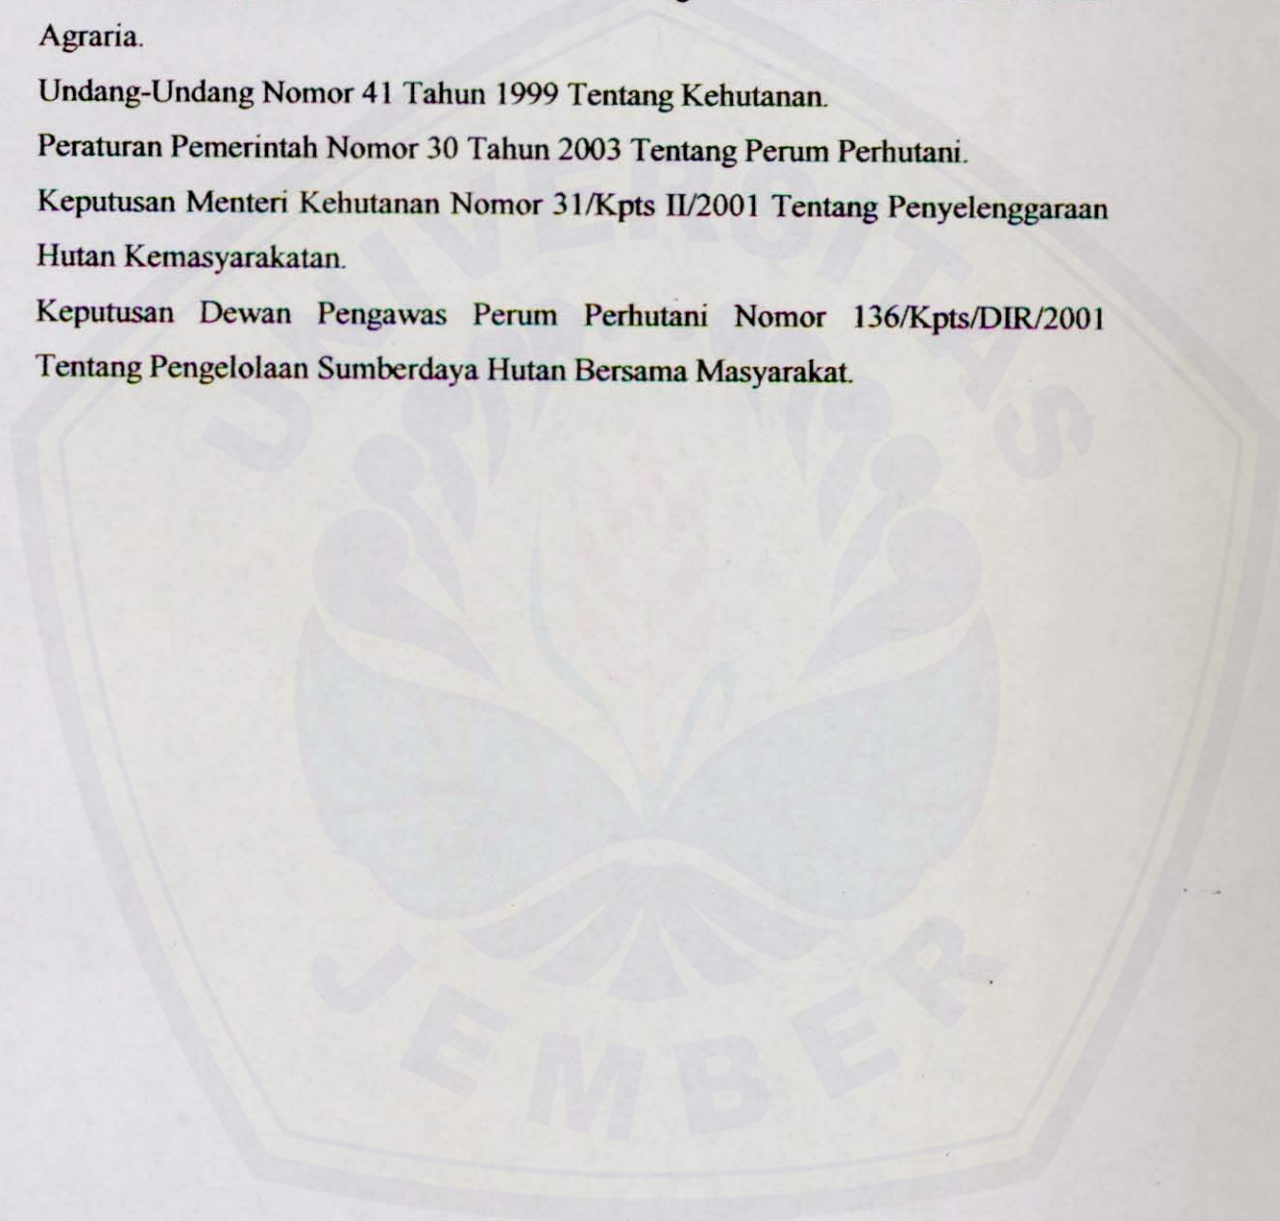 Agraria.
Undang-Undang Nomor 41 Tahun 1999 Tentang Kehutanan.
Peraturan Pemerintah Nomor 30 Tahun 2003 Tentang Perum Perhutani.
Keputusan Menteri Kehutanan Nomor 31/Kpts II/2001 Tentang Penyelenggaraan
Hutan Kemasyarakatan.
Keputusan Dewan Pengawas Perum Perhutani Nomor 136/Kpts/DIR/2001
Tentang Pengelolaan Sumberdaya Hutan Bersama Masyarakat.
UNIVERSITAS
JEMBER